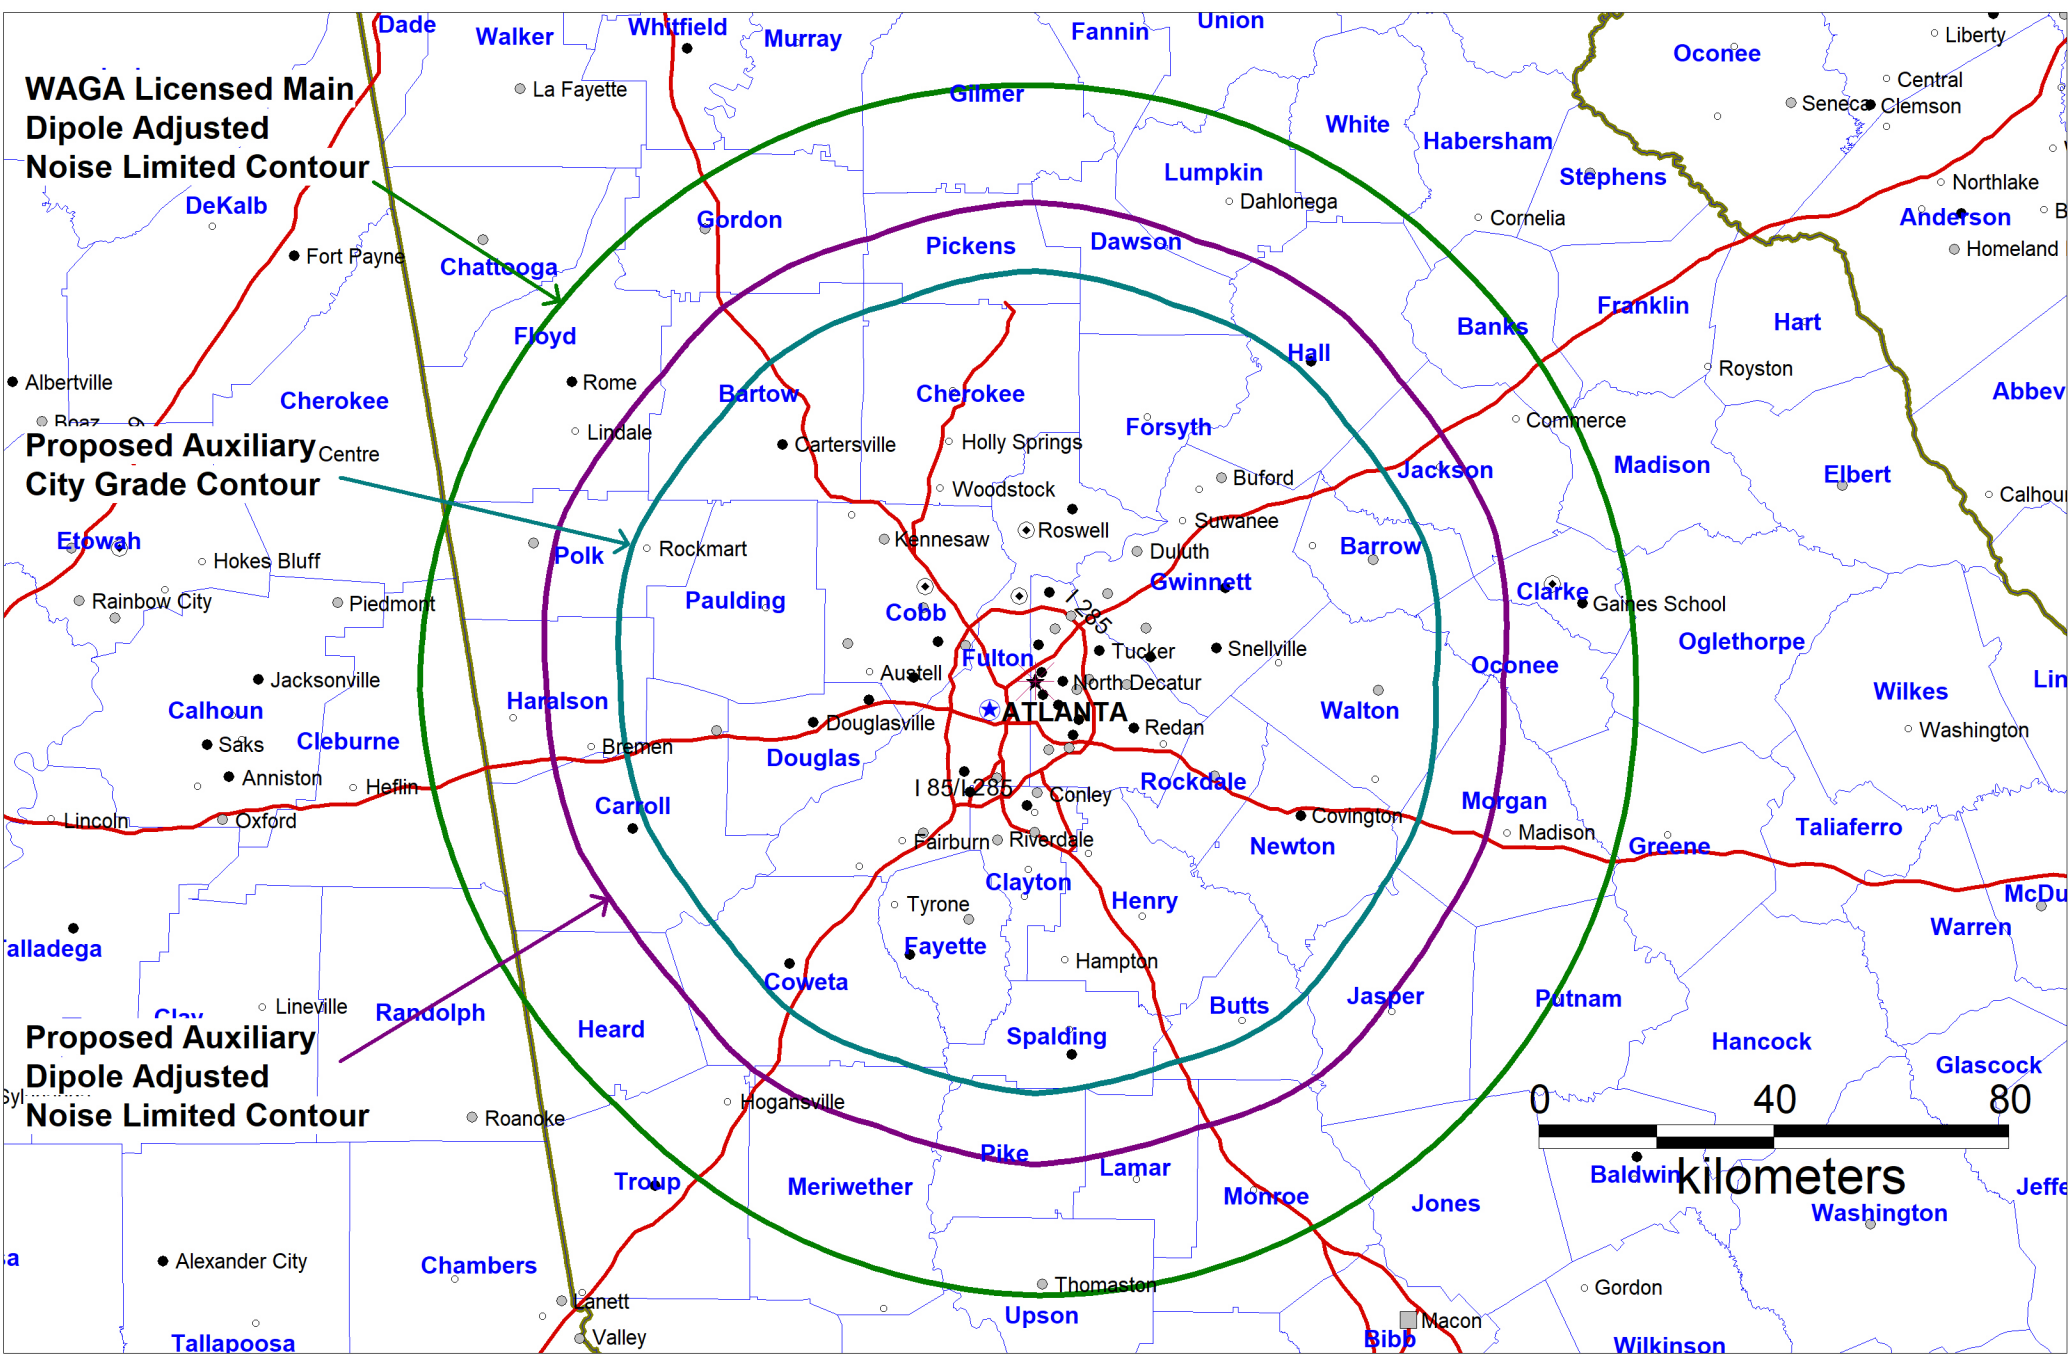 Dade
Walker
Whitfield
Murray
Fannin
Union
Oconee
Liberty
WAGA Licensed Main
Dipole Adjusted
Noise Limited Contour
La Fayette
Gilmer
White
Habersham
Central
Seneca
Clemson
Lumpkin
Stephens
Northlake
DeKalb
Gordon
Dahlonega
Cornelia
Anderson
Fort Payne
Chattooga
Pickens
Dawson
Homeland
Floyd
Franklin
Banks
Hart
Hall
Albertville
Rome
Cherokee
Bartow
Cherokee
Royston
Abbev
Boaz
Lindale
Cartersville
Holly Springs
Forsyth
Commerce
Proposed Auxiliary
City Grade Contour
Centre
Jackson
Madison
Elbert
Buford
Woodstock
Calhou
Etowah
Hokes Bluff
Polk
Rockmart
Kennesaw
Roswell
Suwanee
Duluth
Barrow
Gwinnett
Clarke
Gaines School
Rainbow City
Piedmont
Paulding
Cobb
I 285
Oglethorpe
Jacksonville
Austell
Fulton
Tucker
Snellville
Oconee
North Decatur
Lin
Calhoun
Haralson
ATLANTA
Walton
Wilkes
Saks
Cleburne
Douglasville
Redan
Washington
Bremen
Douglas
Anniston
Heflin
Carroll
I 85/I 285
Conley
Rockdale
Morgan
Lincoln
Oxford
Covington
Madison
Taliaferro
Fairburn
Riverdale
Newton
Greene
Clayton
Henry
McDu
Tyrone
Warren
Talladega
Fayette
Hampton
Coweta
Clay
Lineville
Randolph
Heard
Butts
Jasper
Putnam
Proposed Auxiliary
Dipole Adjusted
Noise Limited Contour
Spalding
Hancock
Glascock
0 40 80
kilometers
Hogansville
Roanoke
Pike
Lamar
Troup
Meriwether
Monroe
Jones
Baldwin
Jeffe
Washington
sa
Alexander City
Chambers
Thomaston
Gordon
Lanett
Upson
Macon
Valley
Bibb
Tallapoosa
Wilkinson